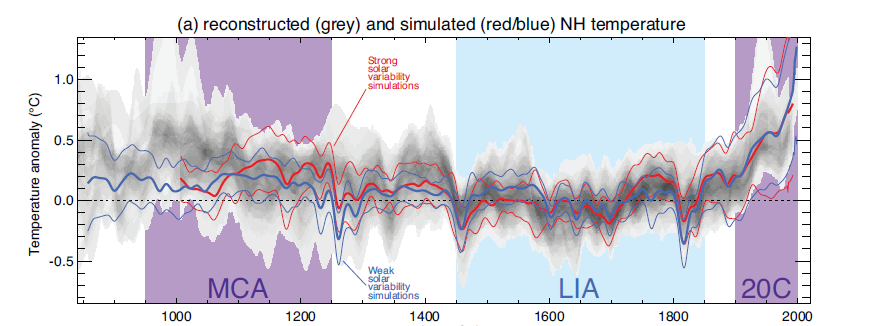 (a) reconstructed (grey) and simulated (red/blue) NH temperature
Temperature anomaly (°C)
1.0
0.5
0.0
-0.5
Strong
solar
variability
simulations
Weak
solar
variability
simulations
MCA
LIA
20C
1000
1200
1400
1600
1800
2000